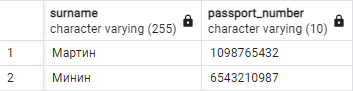 surname passport_number
character varying (255) character varying (10)
1 Мартин 1098765432
2 Минин 6543210987